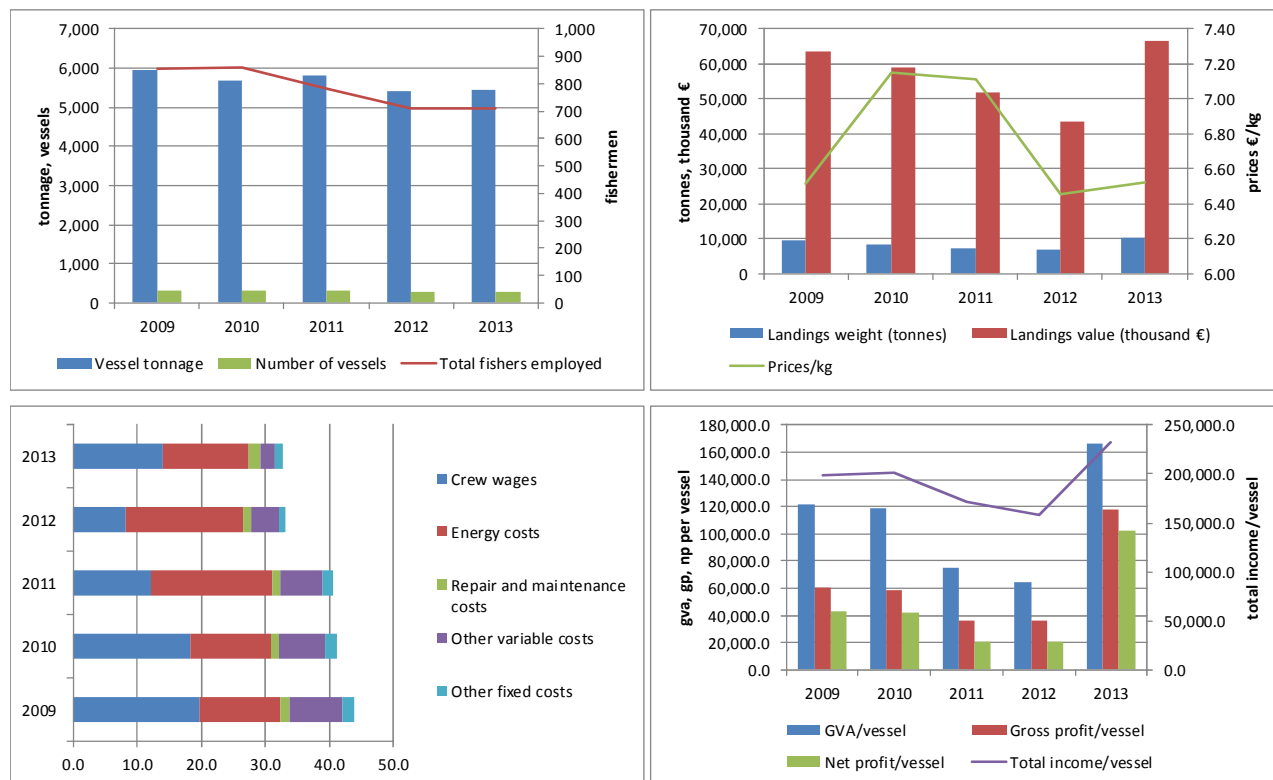 7,000
6,000
5,000
4,000
3,000
2,000
1,000
0
tonnage, vessels
1,000
900
800
700
600
500
400
300
200
100
0
fishermen
2009 2010 2011 2012 2013
Vessel tonnage Number of vessels Total fishers employed
70,000
60,000
50,000
40,000
30,000
20,000
10,000
0
tonnes, thousand €
7.40
7.20
7.00
6.80
6.60
6.40
6.20
6.00
prices €/kg
2009 2010 2011 2012 2013
Landings weight (tonnes) Landings value (thousand €)
Prices/kg
2013
2012
2011
2010
2009
0.0 10.0 20.0 30.0 40.0 50.0
Crew wages
Energy costs
Repair and maintenance
costs
Other variable costs
Other fixed costs
180,000.0
160,000.0
140,000.0
120,000.0
100,000.0
80,000.0
60,000.0
40,000.0
20,000.0
0.0
gva, gp, np per vessel
250,000.0
200,000.0
150,000.0
100,000.0
50,000.0
0.0
total income/vessel
2009 2010 2011 2012 2013
GVA/vessel Gross profit/vessel
Net profit/vessel Total income/vessel